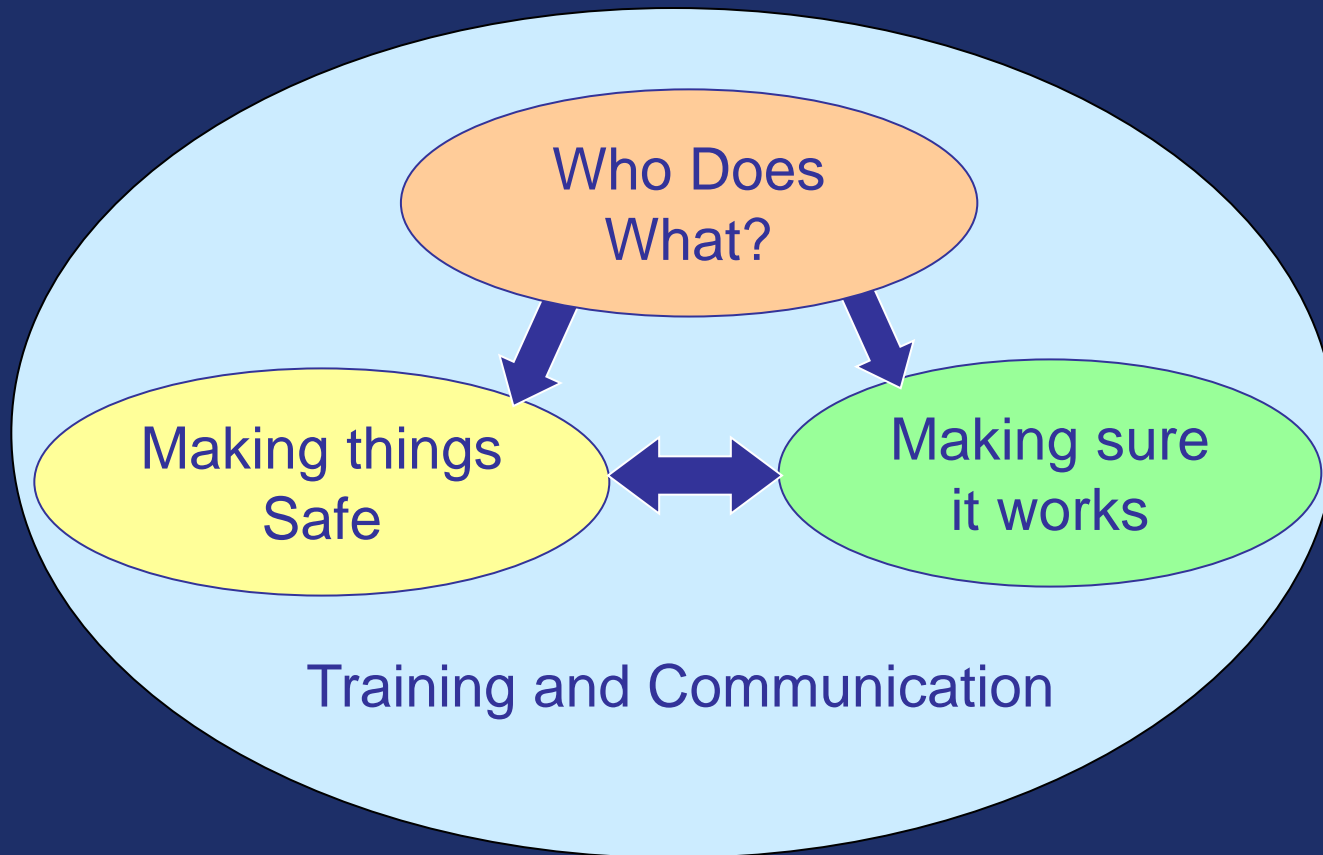 Who Does
What?
Making things
Safe
Making sure
it works
Training and Communication